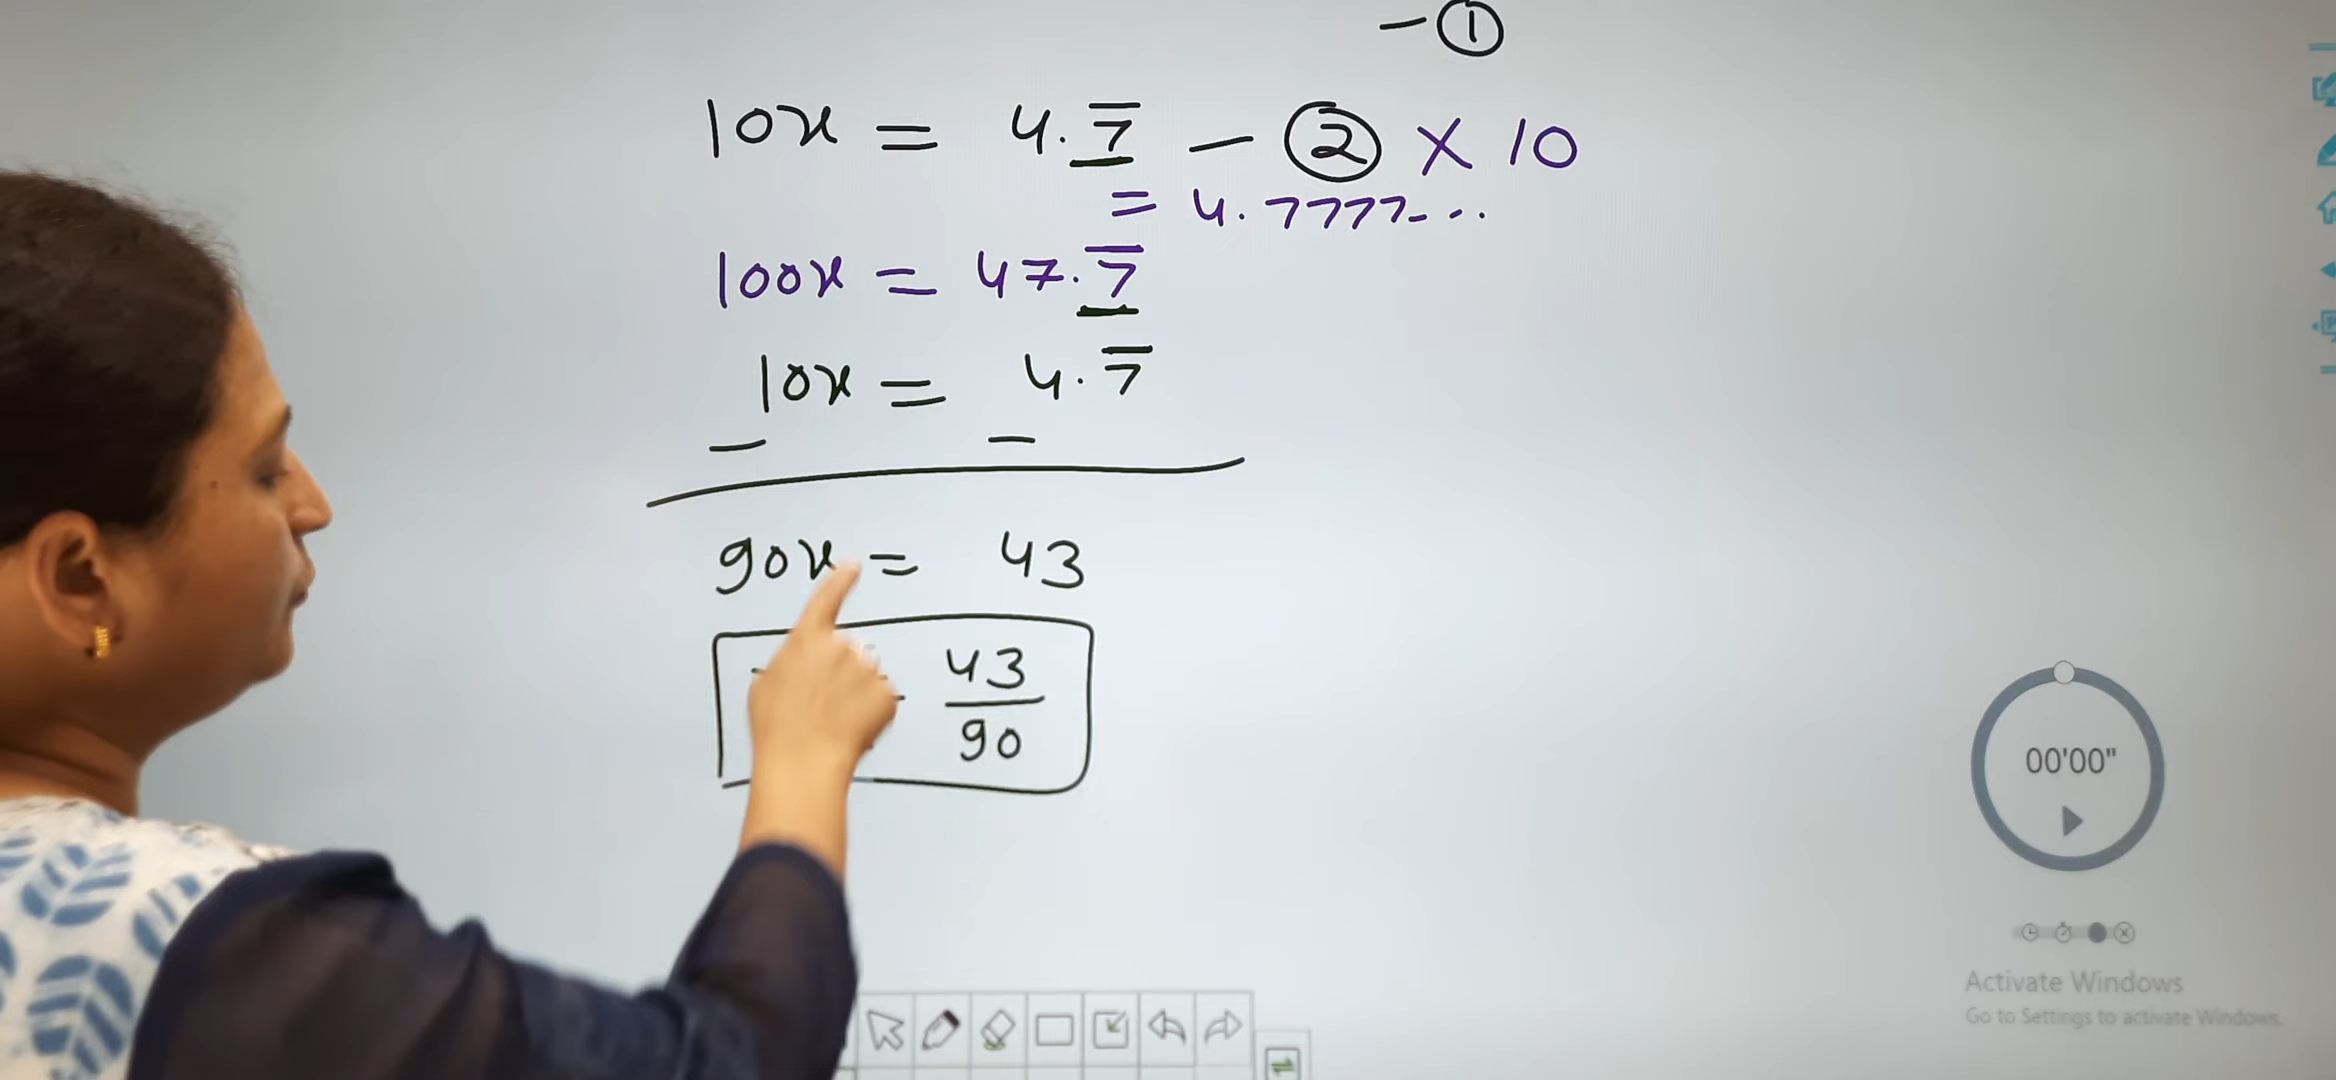 – ①
10x = 4.7̅ – ② × 10
= 4.7777-...
100x = 47.7̅
10x = 4.7̅
– –
90x = 43
43
90
00'00"
Activate Windows
Go to Settings to activate Windows.